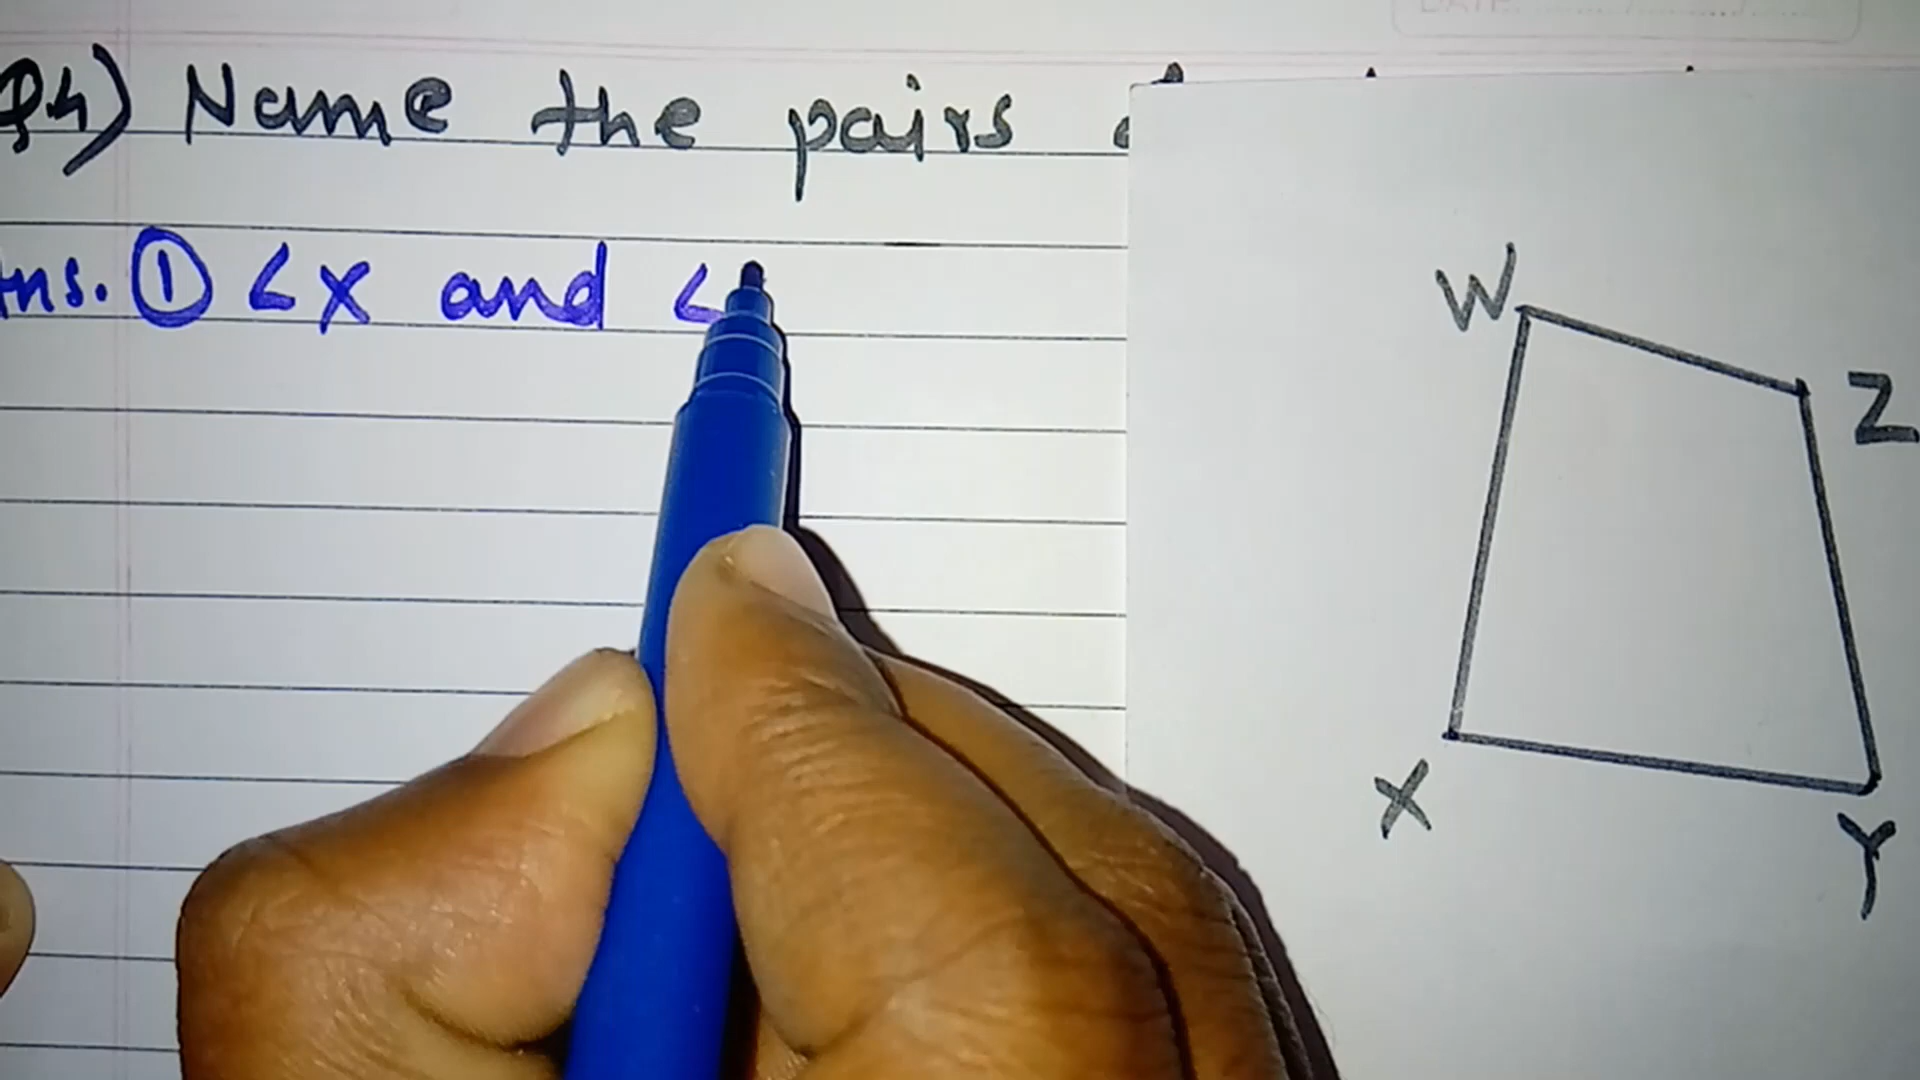 Q4) Name the pairs
Ans. ① <X and <
W
Z
X
Y